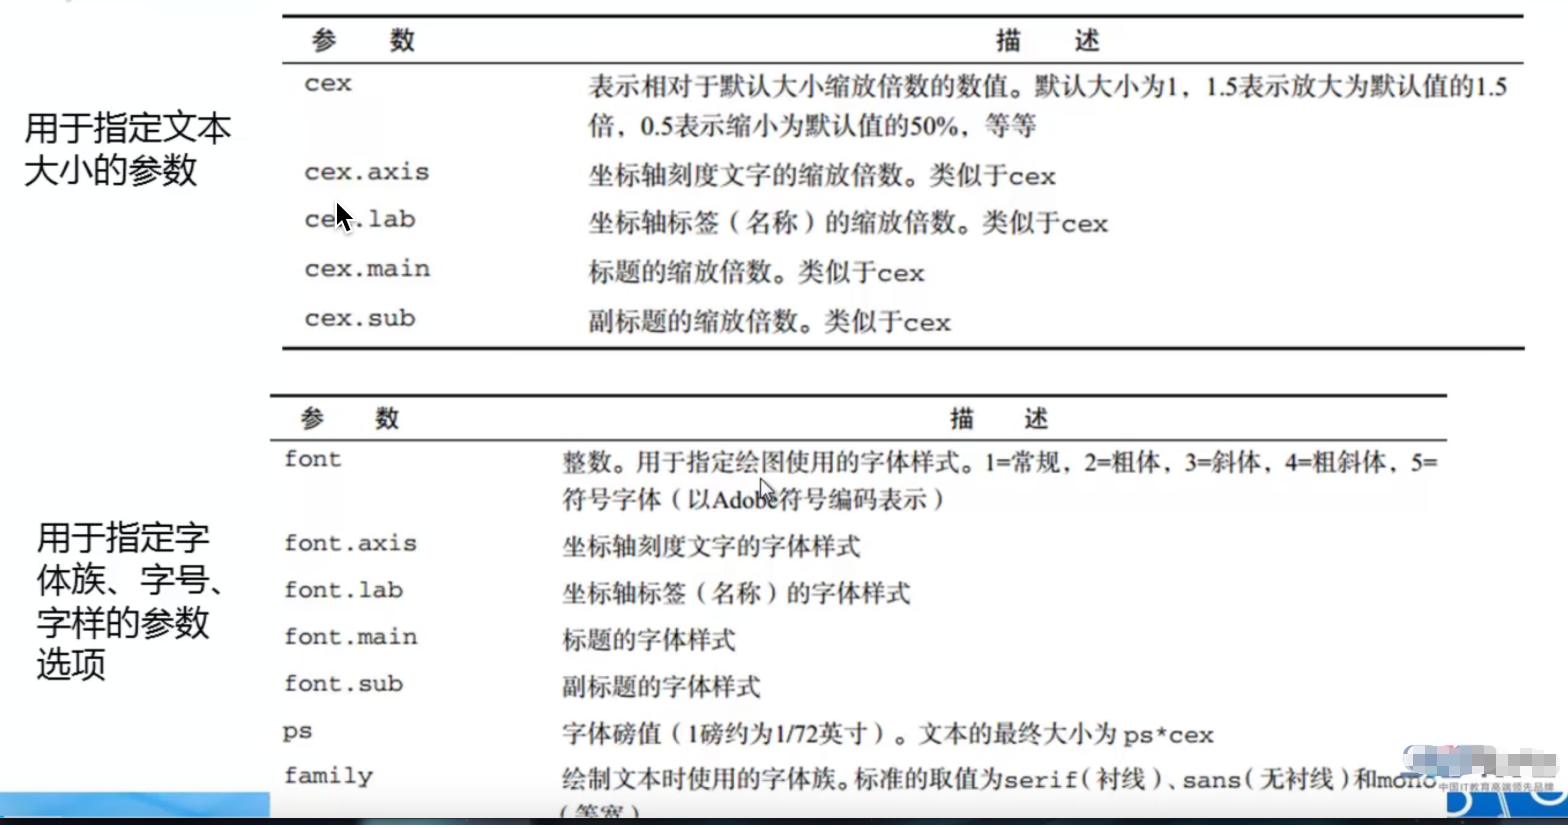 参 数 描 述
用于指定文本
大小的参数
cex 表示相对于默认大小缩放倍数的数值。默认大小为1，1.5表示放大为默认值的1.5
倍，0.5表示缩小为默认值的50%，等等
cex.axis 坐标轴刻度文字的缩放倍数。类似于cex
cex.lab 坐标轴标签（名称）的缩放倍数。类似于cex
cex.main 标题的缩放倍数。类似于cex
cex.sub 副标题的缩放倍数。类似于cex
参 数 描 述
用于指定字
体族、字号、
字样的参数
选项
font 整数。用于指定绘图使用的字体样式。1=常规，2=粗体，3=斜体，4=粗斜体，5=
符号字体（以Adobe符号编码表示）
font.axis 坐标轴刻度文字的字体样式
font.lab 坐标轴标签（名称）的字体样式
font.main 标题的字体样式
font.sub 副标题的字体样式
ps 字体磅值（1磅约为1/72英寸）。文本的最终大小为 ps*cex
family 绘制文本时使用的字体族。标准的取值为serif（衬线）、sans（无衬线）和mono
（等宽）
中国IT教育高端领先品牌